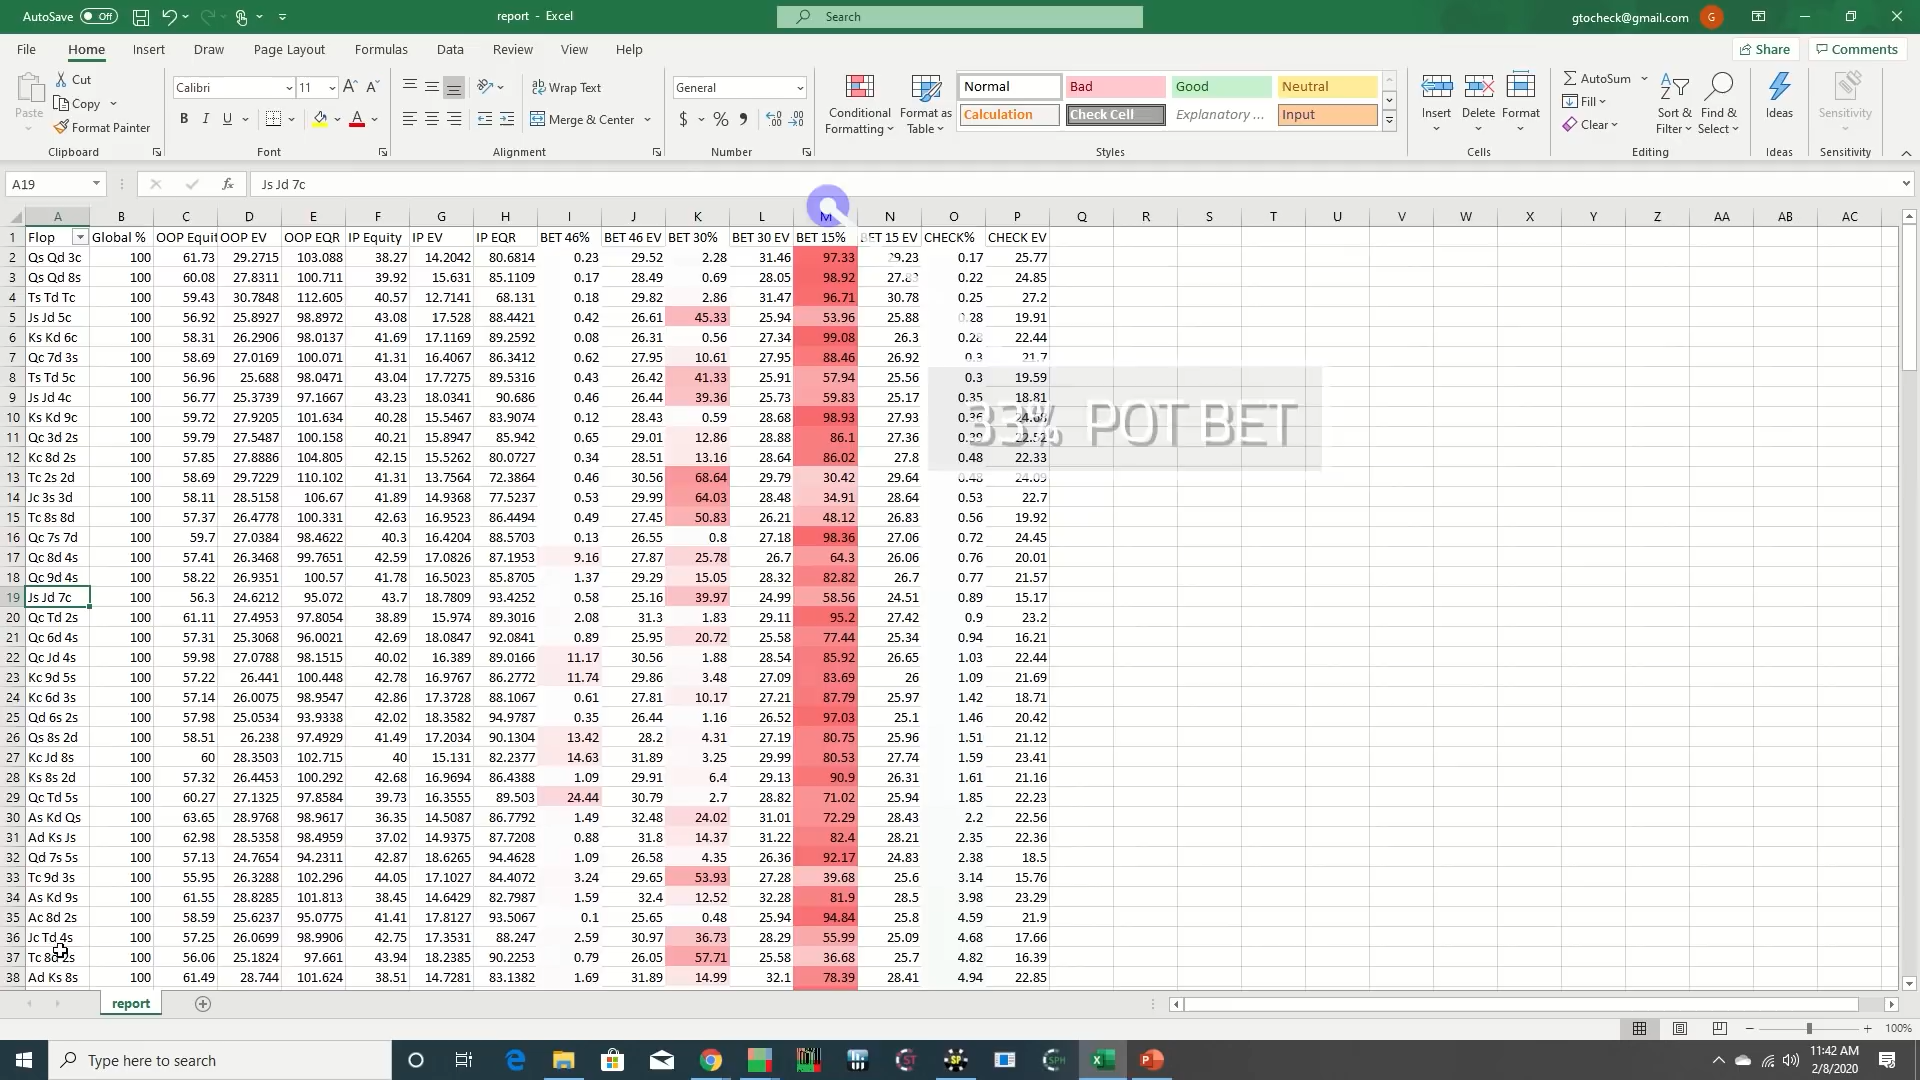 AutoSave Off report - Excel Search gtocheck@gmail.com G
File Home Insert Draw Page Layout Formulas Data Review View Help Share Comments
Cut Calibri 11 Wrap Text General Normal Bad Good Neutral AutoSum
Paste Copy Format Painter Merge & Center Conditional Formatting Format as Table Calculation Check Cell Explanatory ... Input Insert Delete Format Fill Clear Sort & Filter Find & Select Ideas Sensitivity
Clipboard Font Alignment Number Styles Cells Editing Ideas Sensitivity
A19 fx Js Jd 7c
A B C D E F G H I J K L M N O P Q R S T U V W X Y Z AA AB AC
1 Flop Global % OOP Equit OOP EV OOP EQR IP Equity IP EV IP EQR BET 46% BET 46 EV BET 30% BET 30 EV BET 15% BET 15 EV CHECK% CHECK EV
2 Qs Qd 3c 100 61.73 29.2715 103.088 38.27 14.2042 80.6814 0.23 29.52 2.28 31.46 97.33 29.23 0.17 25.77
3 Qs Qd 8s 100 60.08 27.8311 100.711 39.92 15.631 85.1109 0.17 28.49 0.69 28.05 98.92 27.83 0.22 24.85
4 Ts Td Tc 100 59.43 30.7848 112.605 40.57 12.7141 68.131 0.18 29.82 2.86 31.47 96.71 30.78 0.25 27.2
5 Js Jd 5c 100 56.92 25.8927 98.8972 43.08 17.528 88.4421 0.42 26.61 45.33 25.94 53.96 25.88 0.28 19.91
6 Ks Kd 6c 100 58.31 26.2906 98.0137 41.69 17.1169 89.2592 0.08 26.31 0.56 27.34 99.08 26.3 0.28 22.44
7 Qc 7d 3s 100 58.69 27.0169 100.071 41.31 16.4067 86.3412 0.62 27.95 10.61 27.95 88.46 26.92 0.3 21.7
8 Ts Td 5c 100 56.96 25.688 98.0471 43.04 17.7275 89.5316 0.43 26.42 41.33 25.91 57.94 25.56 0.3 19.59
9 Js Jd 4c 100 56.77 25.3739 97.1667 43.23 18.0341 90.686 0.46 26.44 39.36 25.73 59.83 25.17 0.35 18.81
10 Ks Kd 9c 100 59.72 27.9205 101.634 40.28 15.5467 83.9074 0.12 28.43 0.59 28.68 98.93 27.93 0.36 24.68
33% POT BET
11 Qc 3d 2s 100 59.79 27.5487 100.158 40.21 15.8947 85.942 0.65 29.01 12.86 28.88 86.1 27.36 0.39 22.52
12 Kc 8d 2s 100 57.85 27.8886 104.805 42.15 15.5262 80.0727 0.34 28.51 13.16 28.64 86.02 27.8 0.48 22.33
13 Tc 2s 2d 100 58.69 29.7229 110.102 41.31 13.7564 72.3864 0.46 30.56 68.64 29.79 30.42 29.64 0.48 24.09
14 Jc 3s 3d 100 58.11 28.5158 106.67 41.89 14.9368 77.5237 0.53 29.99 64.03 28.48 34.91 28.64 0.53 22.7
15 Tc 8s 8d 100 57.37 26.4778 100.331 42.63 16.9523 86.4494 0.49 27.45 50.83 26.21 48.12 26.83 0.56 19.92
16 Qc 7s 7d 100 59.7 27.0384 98.4622 40.3 16.4204 88.5703 0.13 26.55 0.8 27.18 98.36 27.06 0.72 24.45
17 Qc 8d 4s 100 57.41 26.3468 99.7651 42.59 17.0826 87.1953 9.16 27.87 25.78 26.7 64.3 26.06 0.76 20.01
18 Qc 9d 4s 100 58.22 26.9351 100.57 41.78 16.5023 85.8705 1.37 29.29 15.05 28.32 82.82 26.7 0.77 21.57
19 Js Jd 7c 100 56.3 24.6212 95.072 43.7 18.7809 93.4252 0.58 25.16 39.97 24.99 58.56 24.51 0.89 15.17
20 Qc Td 2s 100 61.11 27.4953 97.8054 38.89 15.974 89.3016 2.08 31.3 1.83 29.11 95.2 27.42 0.9 23.2
21 Qc 6d 4s 100 57.31 25.3068 96.0021 42.69 18.0847 92.0841 0.89 25.95 20.72 25.58 77.44 25.34 0.94 16.21
22 Qc Jd 4s 100 59.98 27.0788 98.1515 40.02 16.389 89.0166 11.17 30.56 1.88 28.54 85.92 26.65 1.03 22.44
23 Kc 9d 5s 100 57.22 26.441 100.448 42.78 16.9767 86.2772 11.74 29.86 3.48 27.09 83.69 26 1.09 21.69
24 Kc 6d 3s 100 57.14 26.0075 98.9547 42.86 17.3728 88.1067 0.61 27.81 10.17 27.21 87.79 25.97 1.42 18.71
25 Qd 6s 2s 100 57.98 25.0534 93.9338 42.02 18.3582 94.9787 0.35 26.44 1.16 26.52 97.03 25.1 1.46 20.42
26 Qs 8s 2d 100 58.51 26.238 97.4929 41.49 17.2034 90.1304 13.42 28.2 4.31 27.19 80.75 25.96 1.51 21.12
27 Kc Jd 8s 100 60 28.3503 102.715 40 15.131 82.2377 14.63 31.89 3.25 29.99 80.53 27.74 1.59 23.41
28 Ks 8s 2d 100 57.32 26.4453 100.292 42.68 16.9694 86.4388 1.09 29.91 6.4 29.13 90.9 26.31 1.61 21.16
29 Qc Td 5s 100 60.27 27.1325 97.8584 39.73 16.3555 89.503 24.44 30.79 2.7 28.82 71.02 25.94 1.85 22.23
30 As Kd Qs 100 63.65 28.9768 98.9617 36.35 14.5087 86.7792 1.49 32.48 24.02 31.01 72.29 28.43 2.2 22.56
31 Ad Ks Js 100 62.98 28.5358 98.4959 37.02 14.9375 87.7208 0.88 31.8 14.37 31.22 82.4 28.21 2.35 22.36
32 Qd 7s 5s 100 57.13 24.7654 94.2311 42.87 18.6265 94.4628 1.09 26.58 4.35 26.36 92.17 24.83 2.38 18.5
33 Tc 9d 3s 100 55.95 26.3288 102.296 44.05 17.1027 84.4072 3.24 29.65 53.93 27.28 39.68 25.6 3.14 15.76
34 As Kd 9s 100 61.55 28.8285 101.813 38.45 14.6429 82.7987 1.59 32.4 12.52 32.28 81.9 28.5 3.98 23.29
35 Ac 8d 2s 100 58.59 25.6237 95.0775 41.41 17.8127 93.5067 0.1 25.65 0.48 25.94 94.84 25.8 4.59 21.9
36 Jc Td 4s 100 57.25 26.0699 98.9906 42.75 17.3531 88.247 2.59 30.97 36.73 28.29 55.99 25.09 4.68 17.66
37 Tc 8d 2s 100 56.06 25.1824 97.661 43.94 18.2385 90.2253 0.79 26.05 57.71 25.58 36.68 25.7 4.82 16.39
38 Ad Ks 8s 100 61.49 28.744 101.624 38.51 14.7281 83.1382 1.69 31.89 14.99 32.1 78.39 28.41 4.94 22.85
report
100%
Type here to search 11:42 AM
2/8/2020